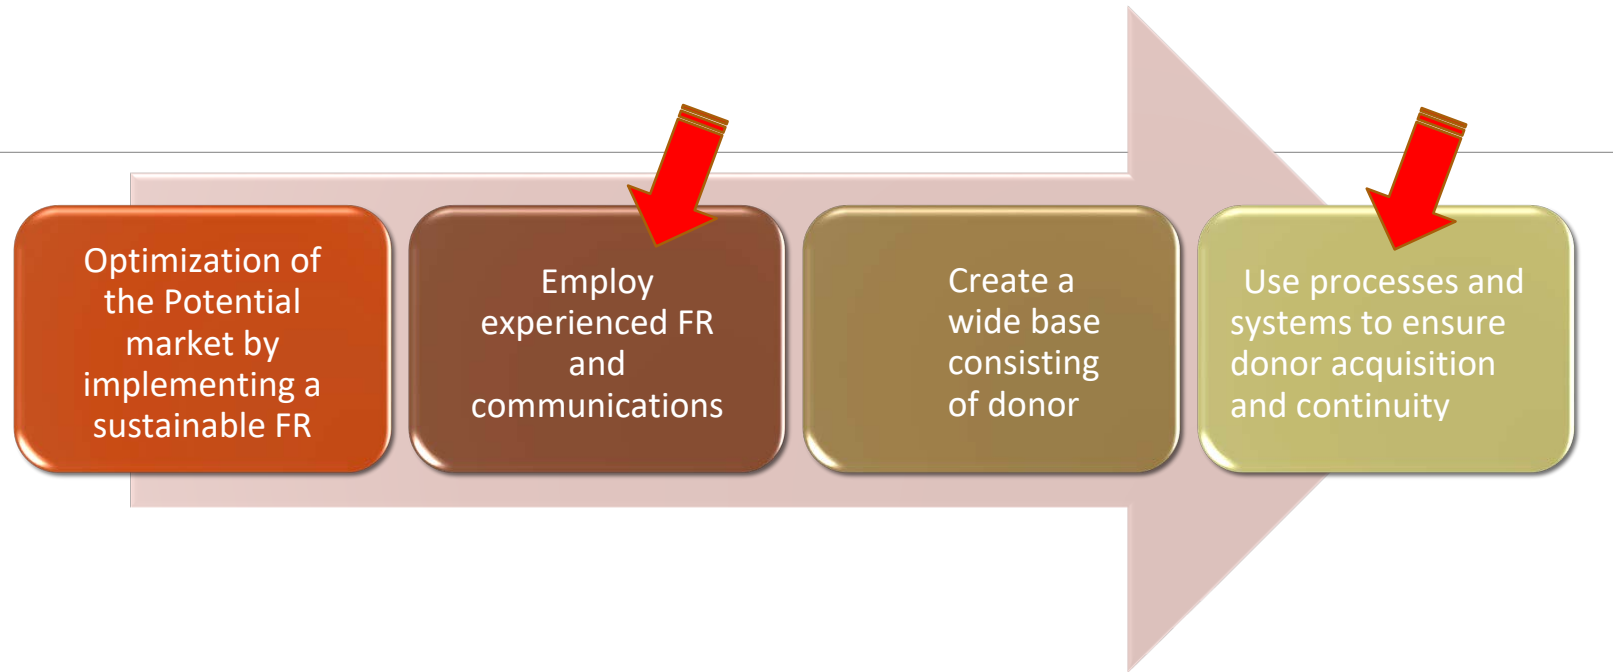 Optimization of
the Potential
market by
implementing a
sustainable FR
Employ
experienced FR
and
communications
Create a
wide base
consisting
of donor
Use processes and
systems to ensure
donor acquisition
and continuity